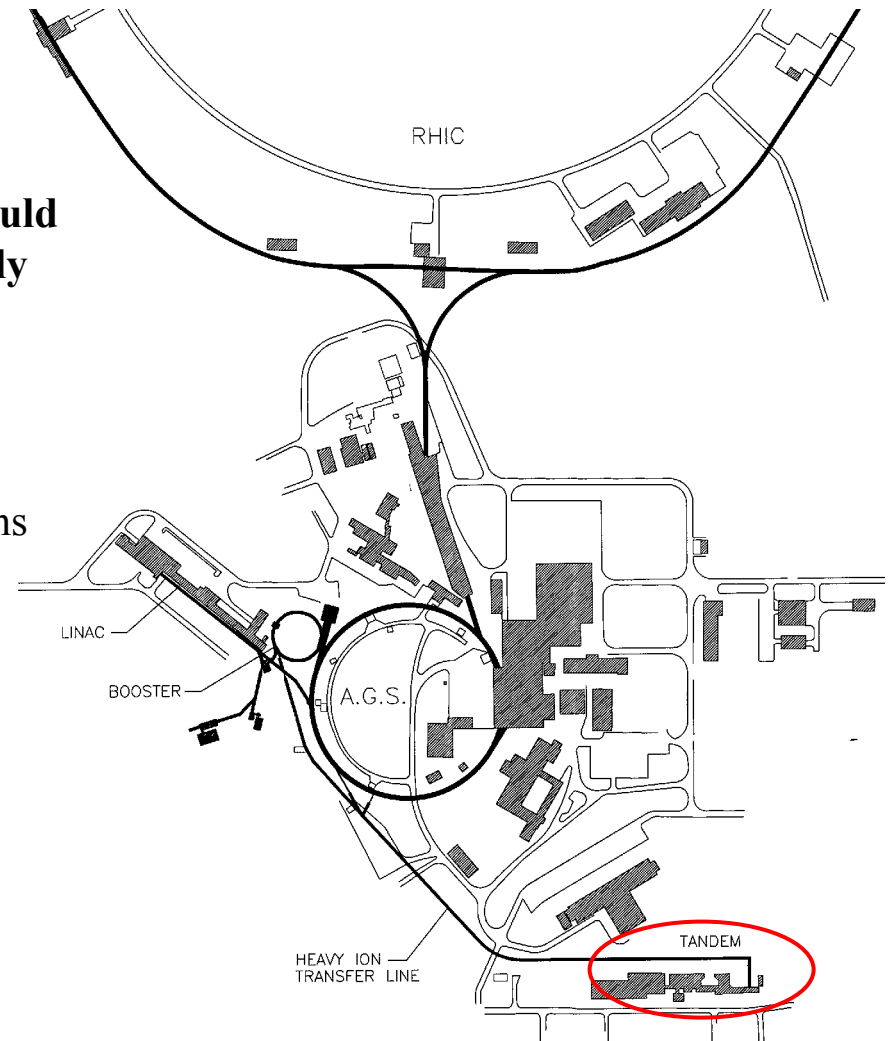 RHIC
LINAC
BOOSTER
A.G.S.
HEAVY ION
TRANSFER LINE
TANDEM